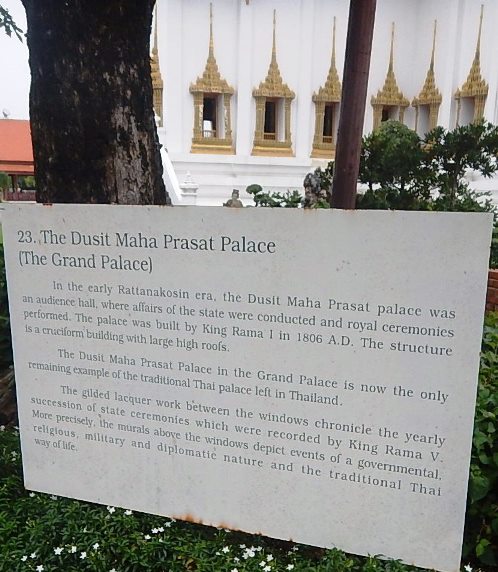 23. The Dusit Maha Prasat Palace
(The Grand Palace)
In the early Rattanakosin era, the Dusit Maha Prasat palace was
an audience hall, where affairs of the state were conducted and royal ceremonies
performed. The palace was built by King Rama I in 1806 A.D. The structure
is a cruciform building with large high roofs.
The Dusit Maha Prasat Palace in the Grand Palace is now the only
remaining example of the traditional Thai palace left in Thailand.
The gilded lacquer work between the windows chronicle the yearly
succession of state ceremonies which were recorded by King Rama V.
More precisely, the murals above the windows depict events of a governmental,
religious, military and diplomatic nature and the traditional Thai
way of life.